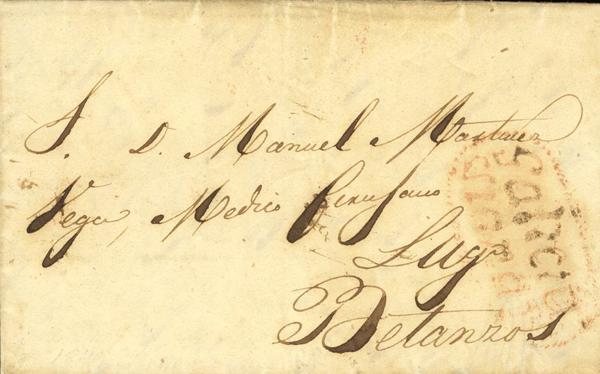 S. D. Manuel Martinez
Vega, Medico Cirujano
Lugo
Betanzos